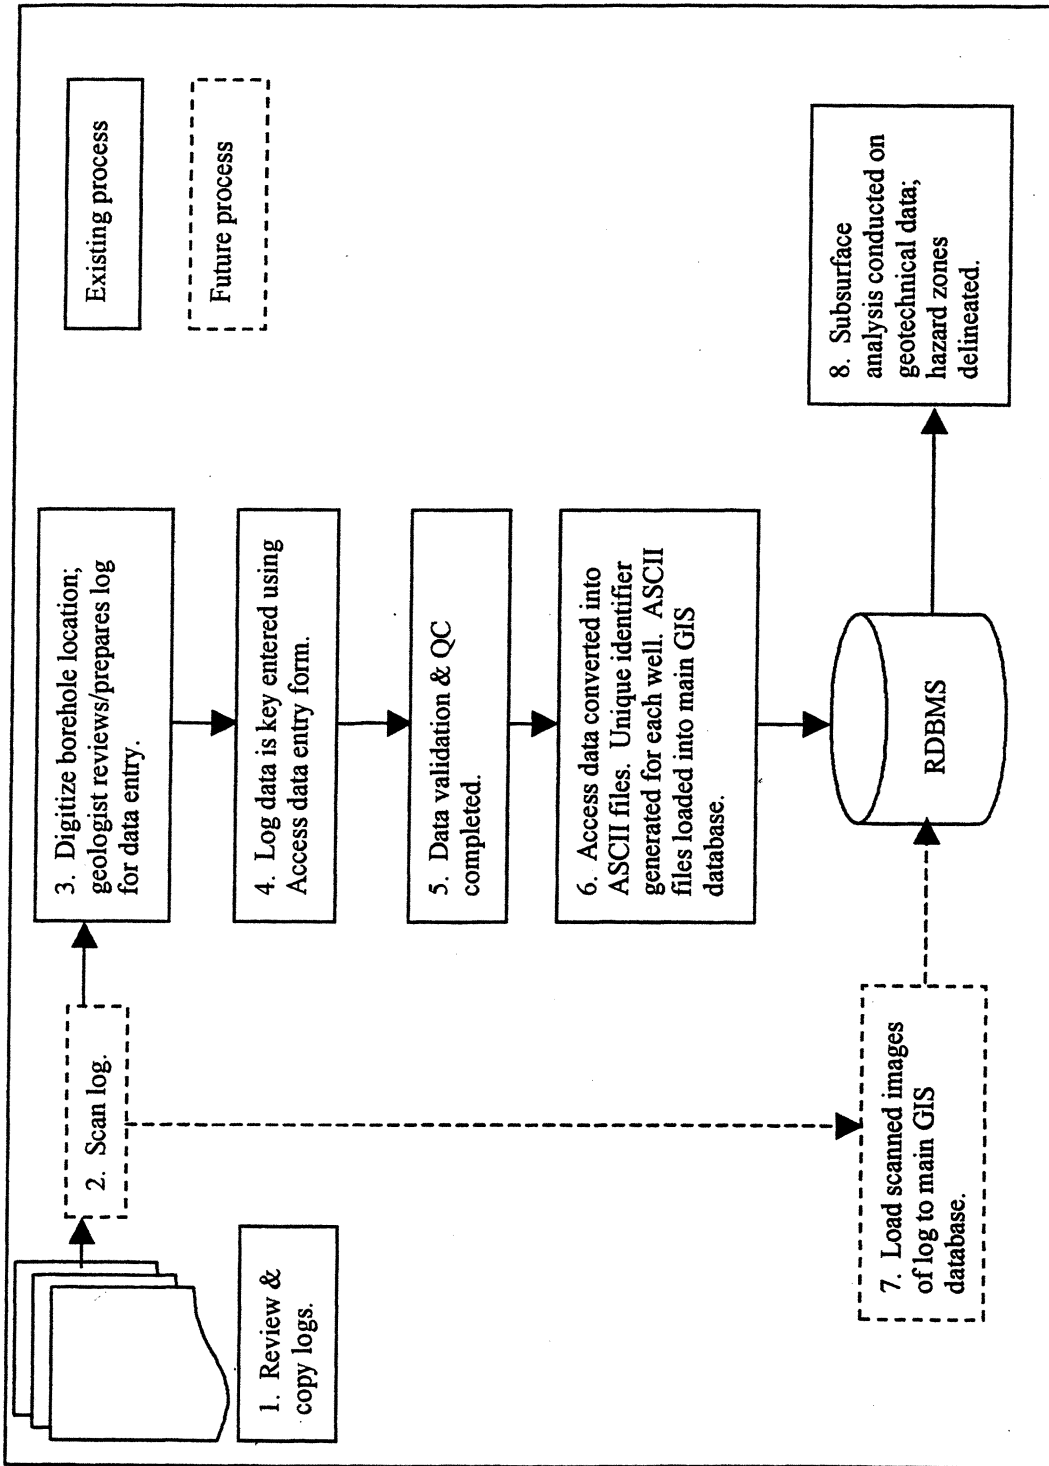 1. Review &
copy logs.
2. Scan log.
3. Digitize borehole location;
geologist reviews/prepares log
for data entry.
4. Log data is key entered using
Access data entry form.
5. Data validation & QC
completed.
6. Access data converted into
ASCII files. Unique identifier
generated for each well. ASCII
files loaded into main GIS
database.
7. Load scanned images
of log to main GIS
database.
RDBMS
8. Subsurface
analysis conducted on
geotechnical data;
hazard zones
delineated.
Existing process
Future process